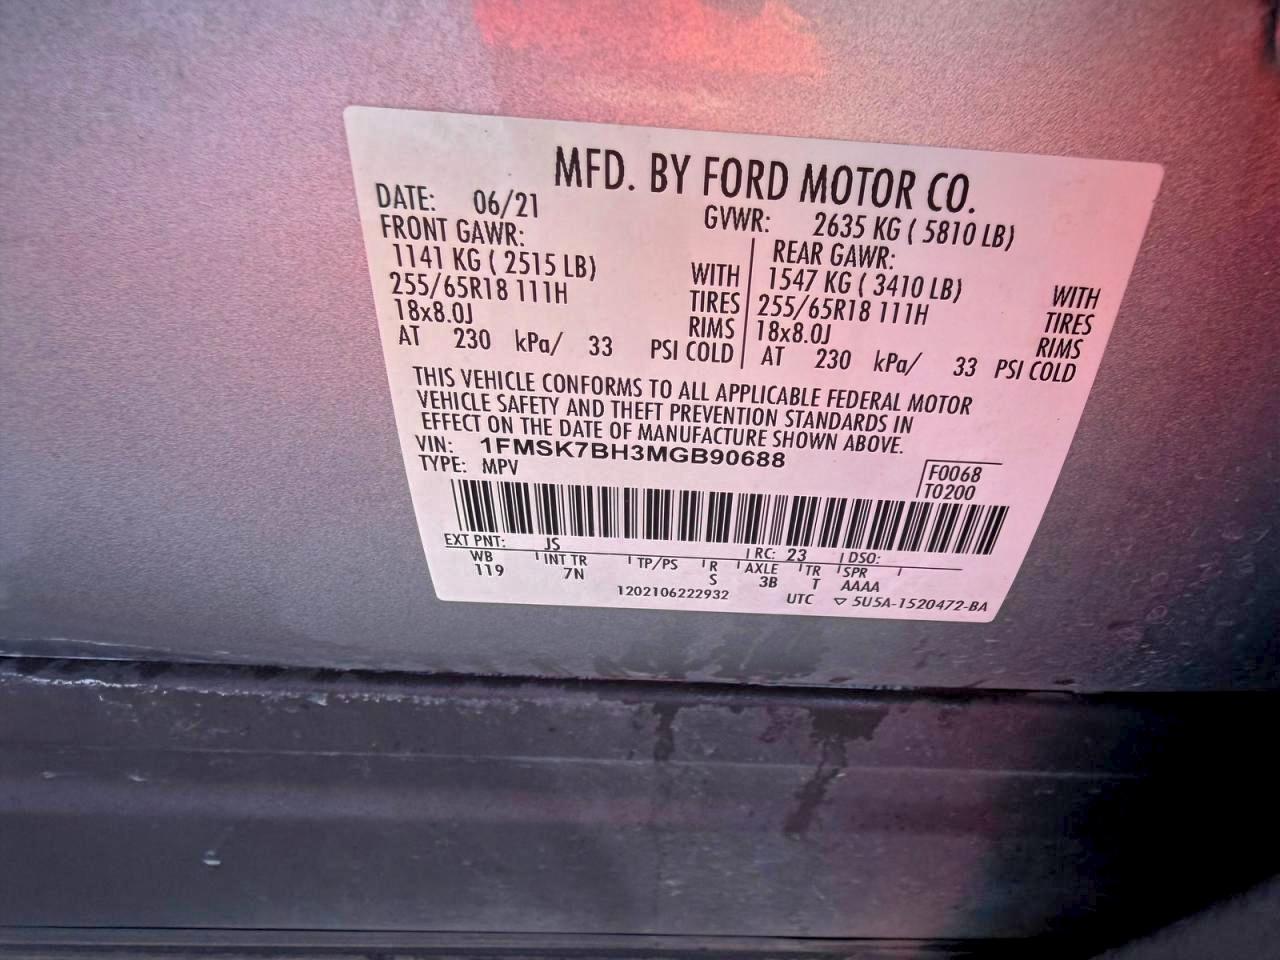 MFD. BY FORD MOTOR CO.
DATE: 06/21 GVWR: 2635 KG ( 5810 LB)
FRONT GAWR: REAR GAWR:
1141 KG ( 2515 LB) WITH 1547 KG ( 3410 LB) WITH
255/65R18 111H TIRES 255/65R18 111H TIRES
18x8.0J RIMS 18x8.0J RIMS
AT 230 kPa/ 33 PSI COLD AT 230 kPa/ 33 PSI COLD
THIS VEHICLE CONFORMS TO ALL APPLICABLE FEDERAL MOTOR
VEHICLE SAFETY AND THEFT PREVENTION STANDARDS IN
EFFECT ON THE DATE OF MANUFACTURE SHOWN ABOVE.
VIN: 1FMSK7BH3MGB90688
TYPE: MPV F0068
T0200
EXT PNT: JS RC: 23 DSO:
WB INT TR TP/PS R AXLE TR SPR
119 7N S 3B T AAAA
1202106222932 UTC ▽ 5U5A-1520472-BA